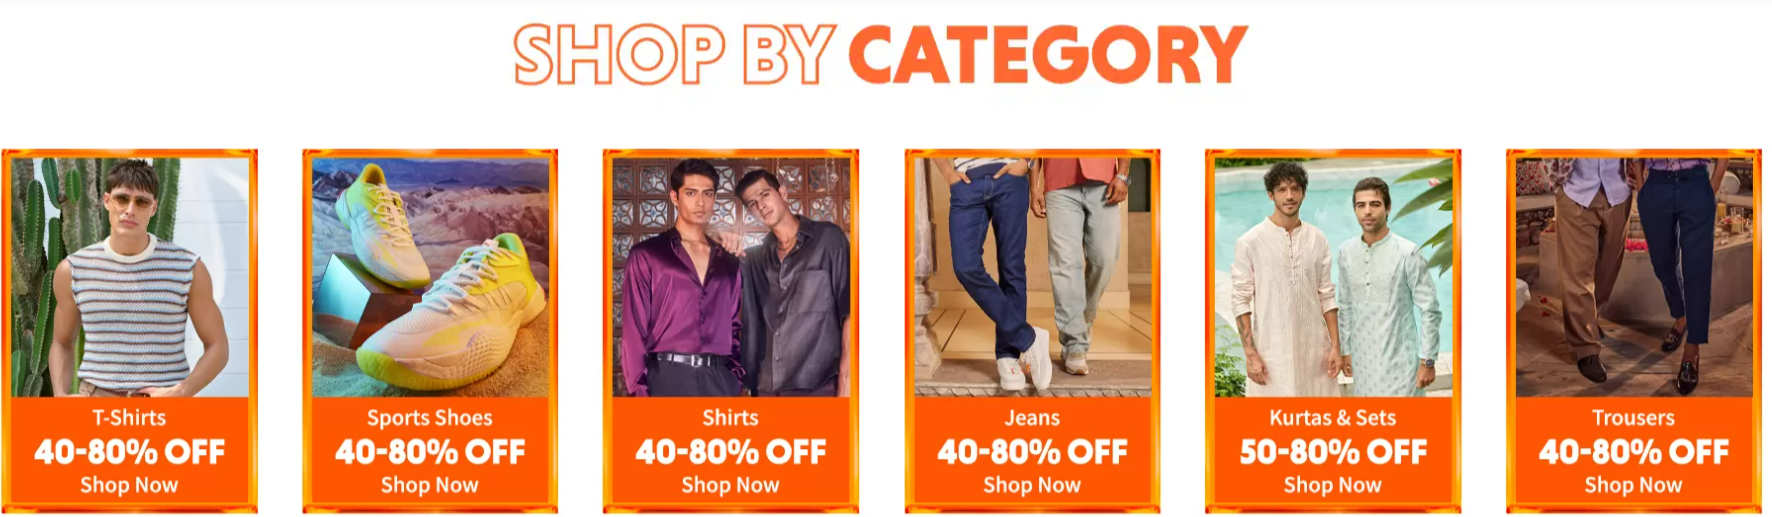 SHOP BY CATEGORY
T-Shirts
40-80% OFF
Shop Now
Sports Shoes
40-80% OFF
Shop Now
Shirts
40-80% OFF
Shop Now
Jeans
40-80% OFF
Shop Now
Kurtas & Sets
50-80% OFF
Shop Now
Trousers
40-80% OFF
Shop Now